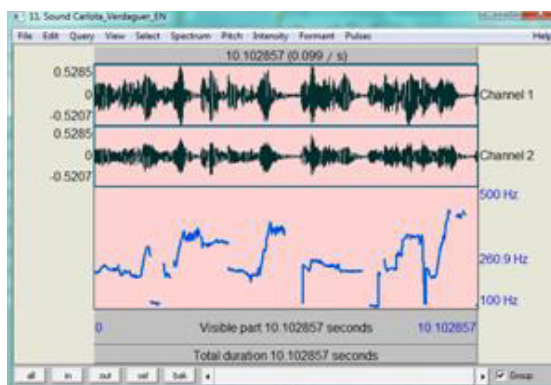 11. Sound Carlota_Verdaguer_EN
File Edit Query View Select Spectrum Pitch Intensity Formant Pulses Help
10.102857 (0.099 / s)
0.5285
0
-0.5207
Channel 1
0.5285
0
-0.5207
Channel 2
500 Hz
260.9 Hz
100 Hz
0 Visible part 10.102857 seconds 10.102857
Total duration 10.102857 seconds
all in out sel bak Group